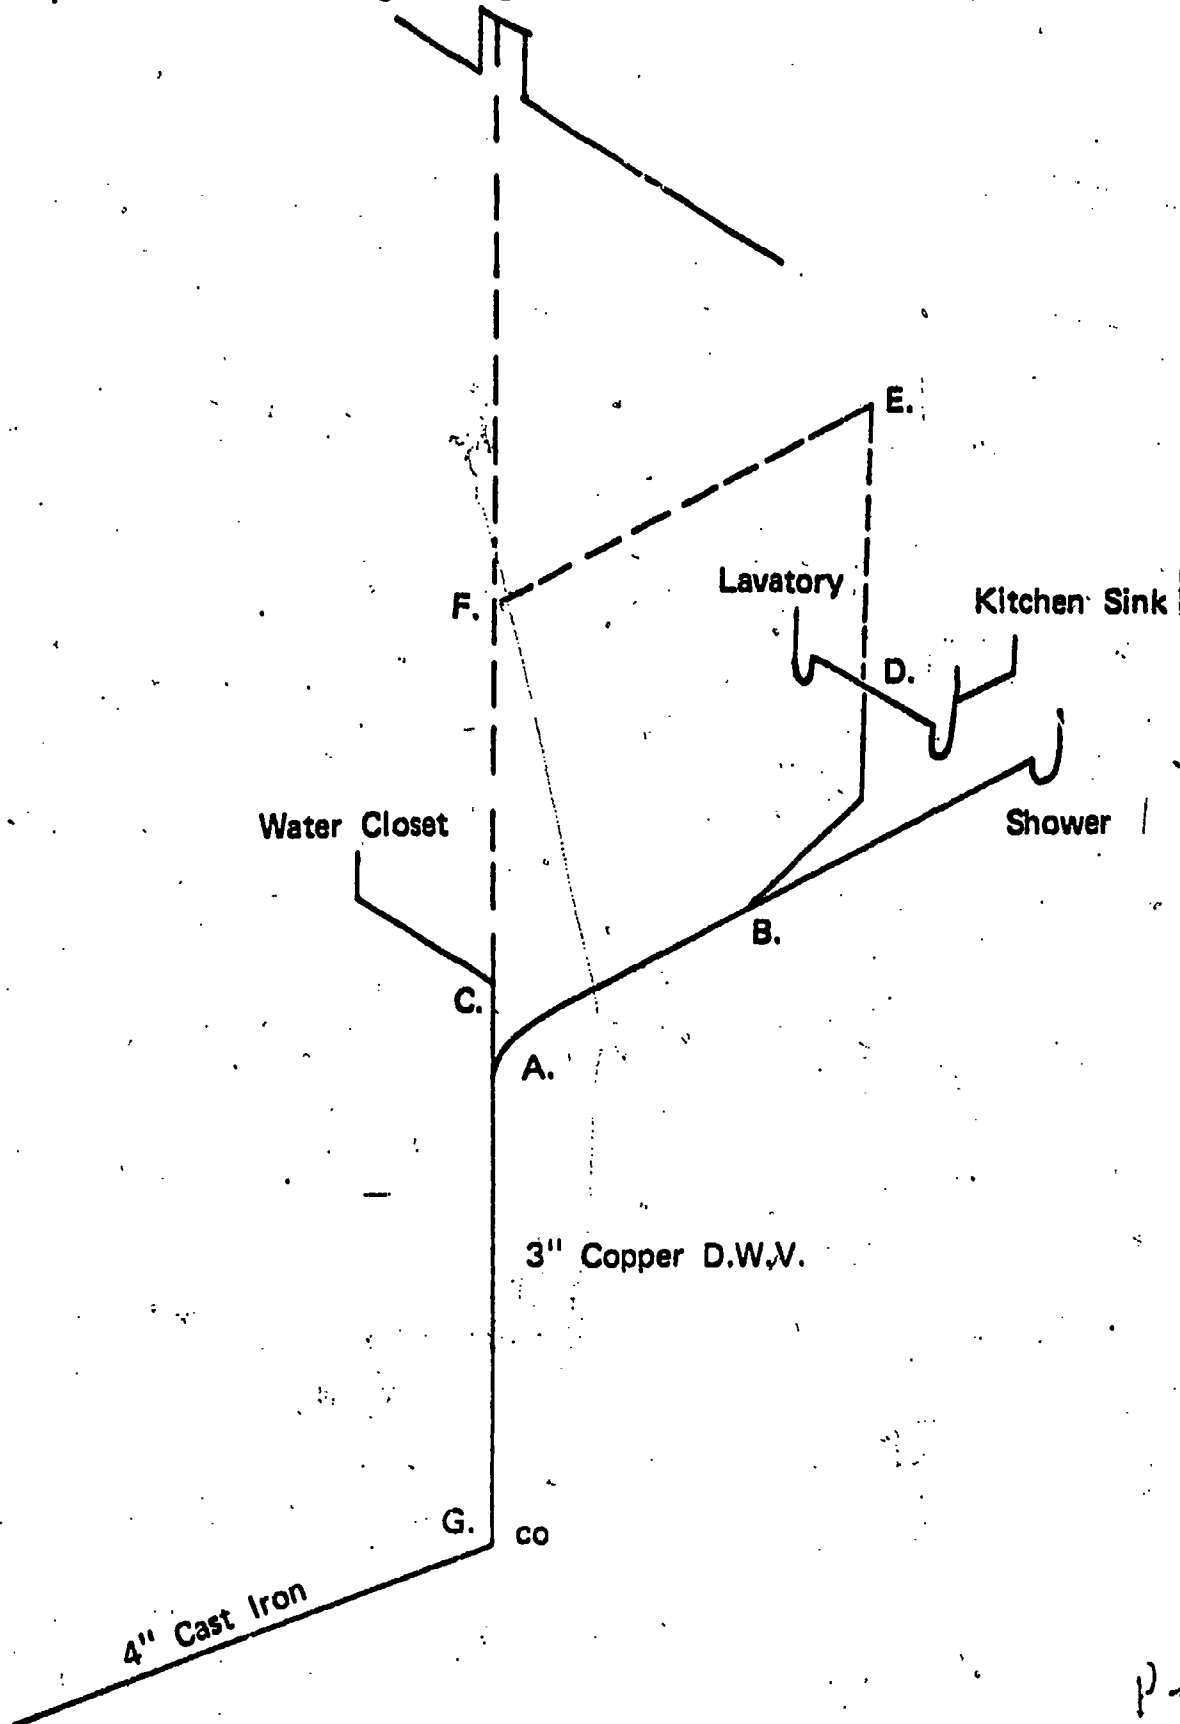 E.
Lavatory
Kitchen Sink
F.
D.
Water Closet
Shower
B.
C.
A.
3" Copper D.W.V.
G.
CO
4" Cast Iron